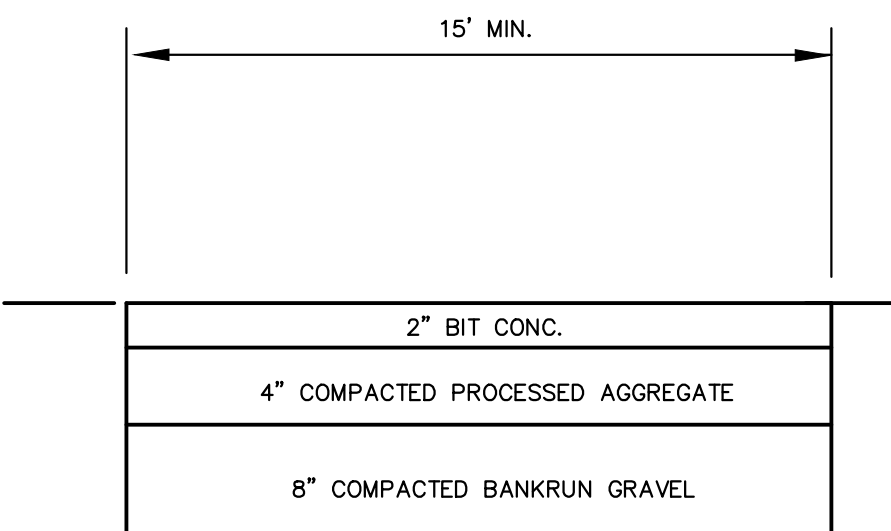 15' MIN.
2" BIT CONC.
4" COMPACTED PROCESSED AGGREGATE
8" COMPACTED BANKRUN GRAVEL